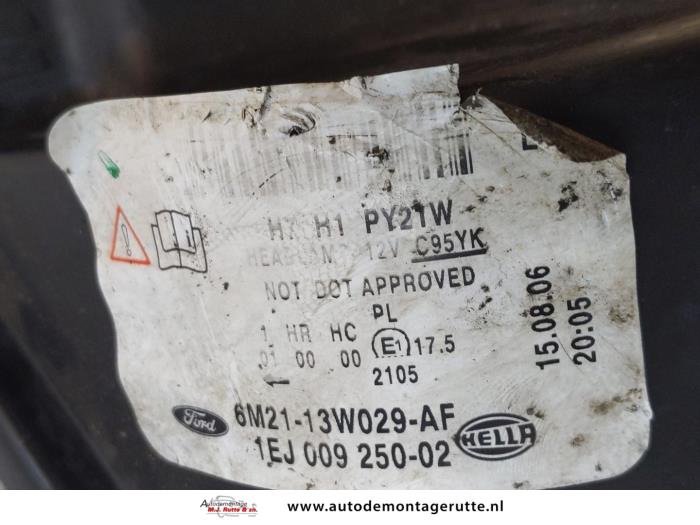 H7 H1 PY21W
HEADLAMP 12V C95YK
NOT DOT APPROVED
PL
1 HR HC
01 00 00 E1 17.5
2105
15.08.06
20:05
Ford 6M21-13W029-AF
1EJ 009 250-02 HELLA
Autodemontage
M.J. Rutte & zn.
www.autodemontagerutte.nl